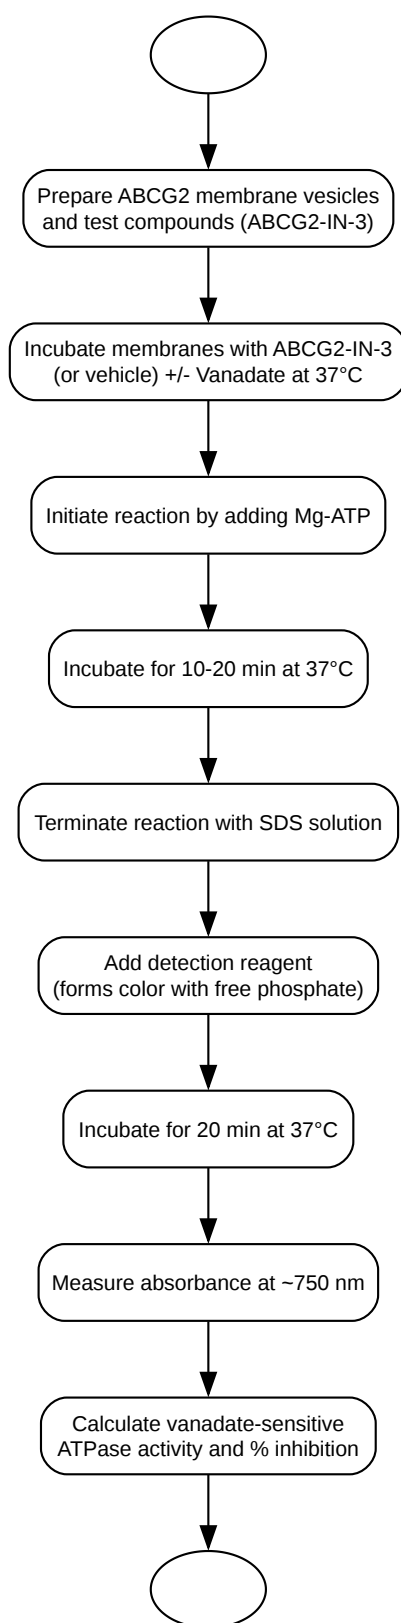 Prepare ABCG2 membrane vesicles
and test compounds (ABCG2-IN-3)
Incubate membranes with ABCG2-IN-3
(or vehicle) +/- Vanadate at 37°C
Initiate reaction by adding Mg-ATP
Incubate for 10-20 min at 37°C
Terminate reaction with SDS solution
Add detection reagent
(forms color with free phosphate)
Incubate for 20 min at 37°C
Measure absorbance at ~750 nm
Calculate vanadate-sensitive
ATPase activity and % inhibition